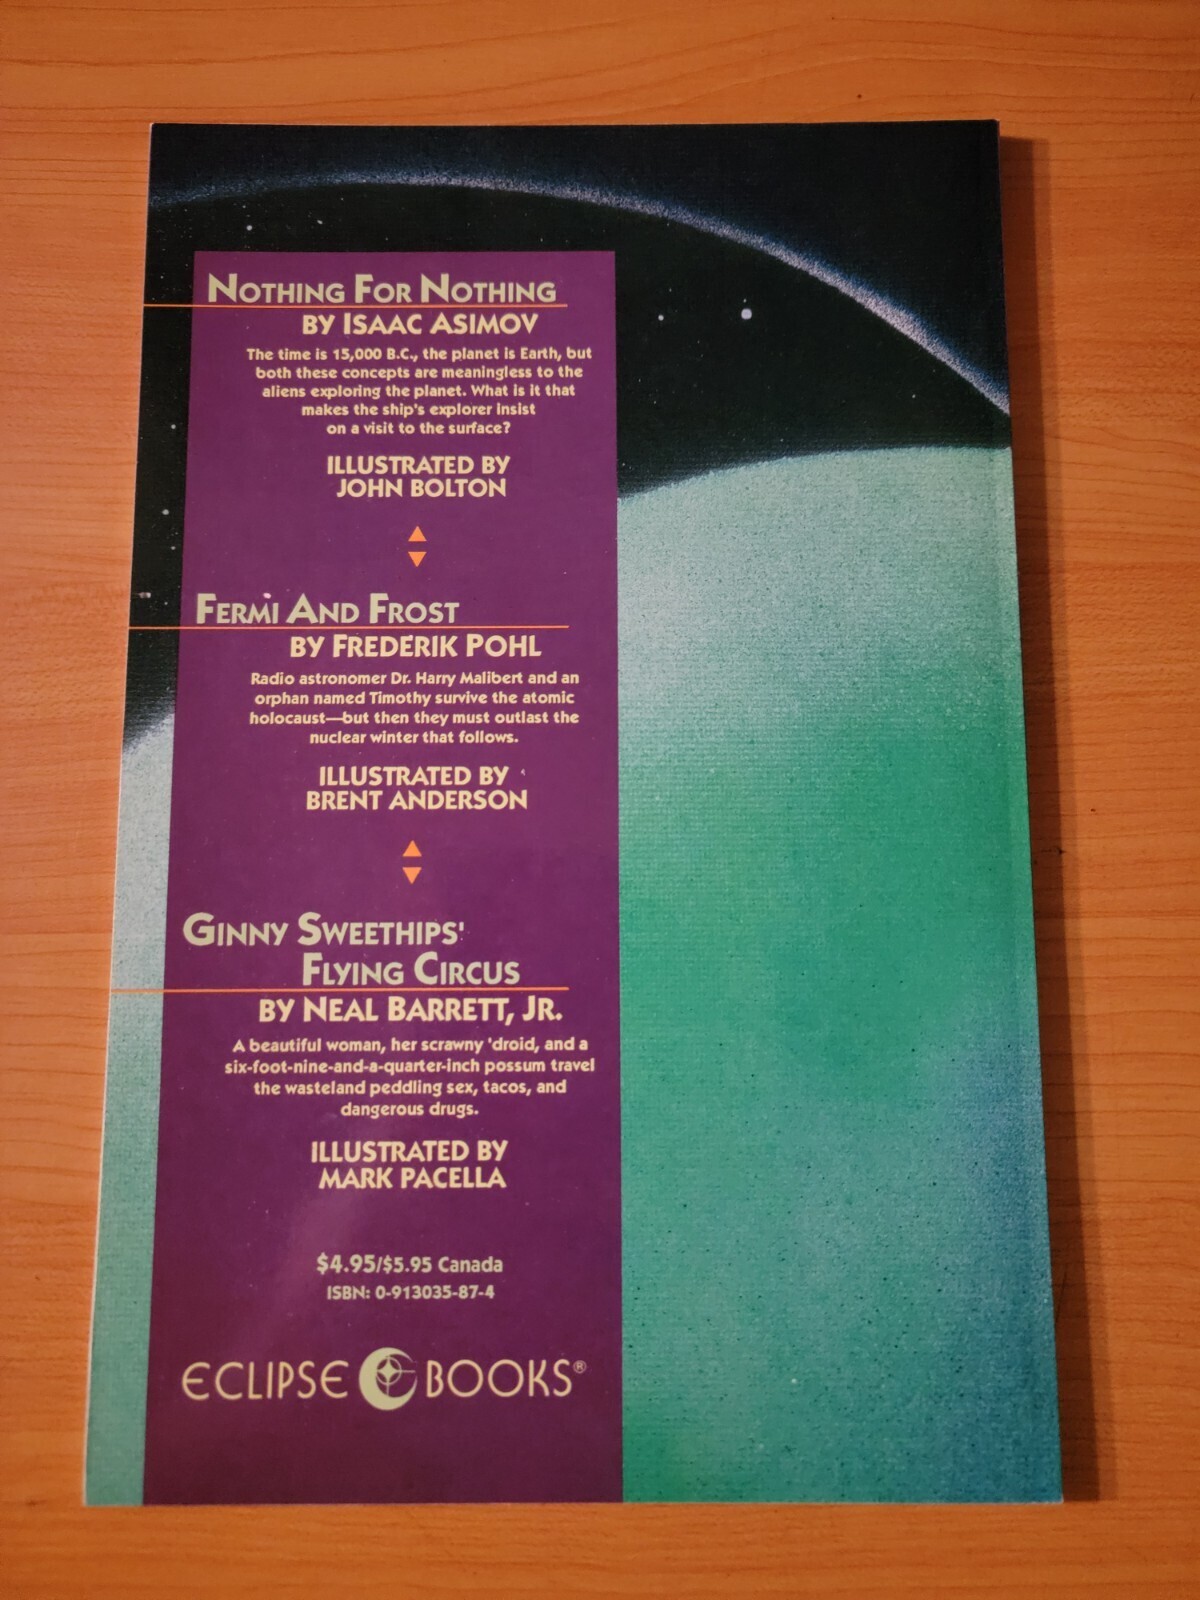 NOTHING FOR NOTHING
BY ISAAC ASIMOV
The time is 15,000 B.C., the planet is Earth, but
both these concepts are meaningless to the
aliens exploring the planet. What is it that
makes the ship's explorer insist
on a visit to the surface?
ILLUSTRATED BY
JOHN BOLTON
FERMI AND FROST
BY FREDERIK POHL
Radio astronomer Dr. Harry Malibert and an
orphan named Timothy survive the atomic
holocaust—but then they must outlast the
nuclear winter that follows.
ILLUSTRATED BY
BRENT ANDERSON
GINNY SWEETHIPS'
FLYING CIRCUS
BY NEAL BARRETT, JR.
A beautiful woman, her scrawny 'droid, and a
six-foot-nine-and-a-quarter-inch possum travel
the wasteland peddling sex, tacos, and
dangerous drugs.
ILLUSTRATED BY
MARK PACELLA
$4.95/$5.95 Canada
ISBN: 0-913035-87-4
ECLIPSE BOOKS®